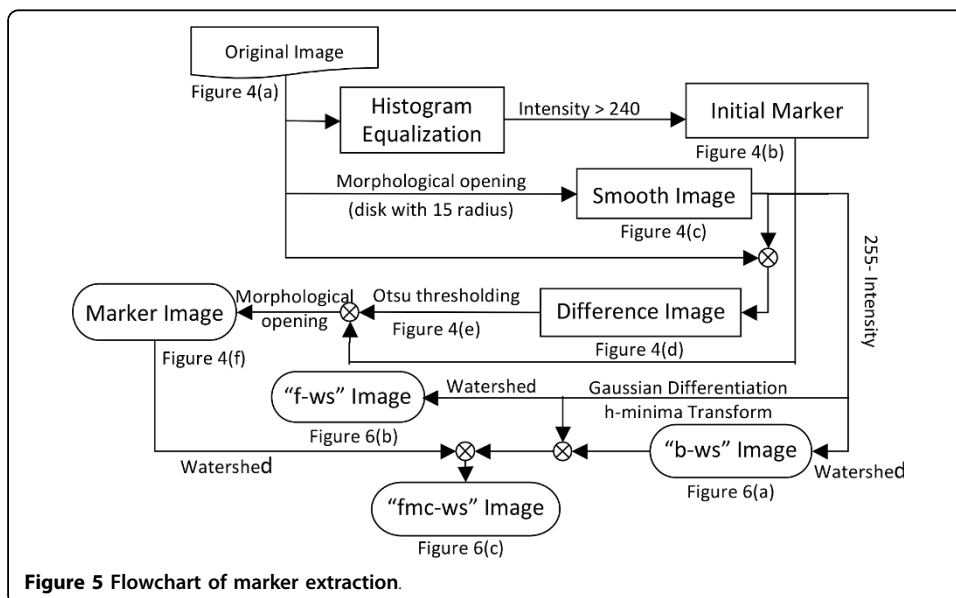 Original Image
Figure 4(a)
Histogram
Equalization
Intensity > 240
Initial Marker
Figure 4(b)
Morphological opening
(disk with 15 radius)
Smooth Image
Figure 4(c)
255- Intensity
Marker Image
Figure 4(f)
Morphological
opening
Otsu thresholding
Figure 4(e)
Difference Image
Figure 4(d)
"f-ws" Image
Figure 6(b)
Watershed
Gaussian Differentiation
h-minima Transform
Watershed
"b-ws" Image
Figure 6(a)
Watershed
"fmc-ws" Image
Figure 6(c)
Figure 5 Flowchart of marker extraction.